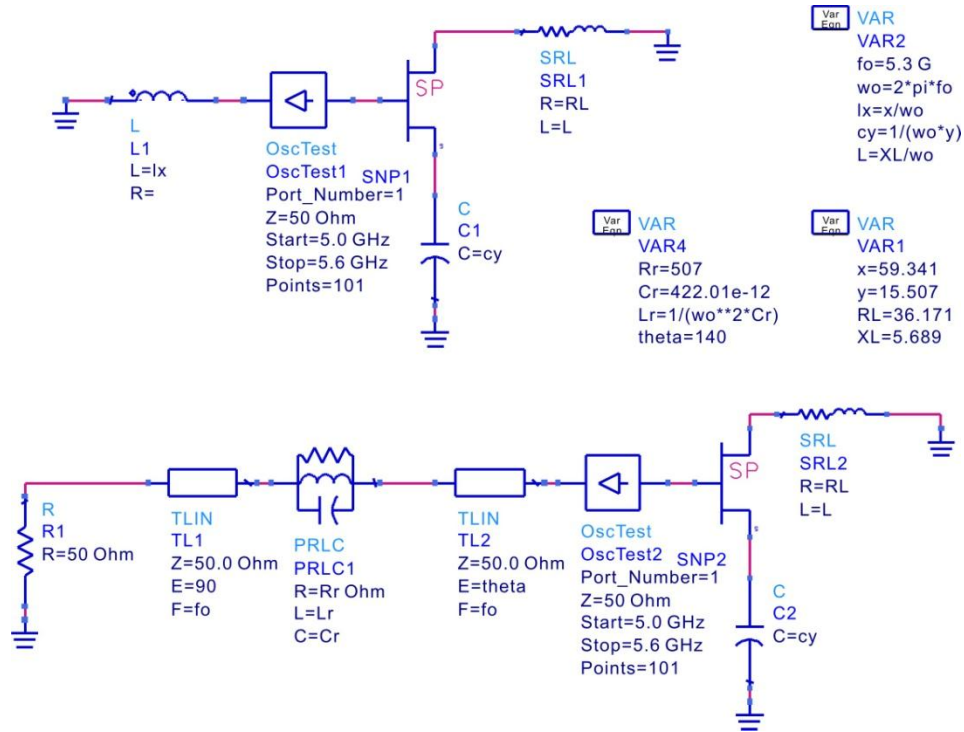 Var
Eqn
VAR
VAR2
fo=5.3 G
wo=2*pi*fo
lx=x/wo
cy=1/(wo*y)
L=XL/wo
SRL
SRL1
R=RL
L=L
SP
L
L1
L=lx
R=
OscTest
OscTest1
Port_Number=1
Z=50 Ohm
Start=5.0 GHz
Stop=5.6 GHz
Points=101
SNP1
C
C1
C=cy
Var
Eqn
VAR
VAR4
Rr=507
Cr=422.01e-12
Lr=1/(wo**2*Cr)
theta=140
Var
Eqn
VAR
VAR1
x=59.341
y=15.507
RL=36.171
XL=5.689
R
R1
R=50 Ohm
TLIN
TL1
Z=50.0 Ohm
E=90
F=fo
PRLC
PRLC1
R=Rr Ohm
L=Lr
C=Cr
TLIN
TL2
Z=50.0 Ohm
E=theta
F=fo
OscTest
OscTest2
Port_Number=1
Z=50 Ohm
Start=5.0 GHz
Stop=5.6 GHz
Points=101
SP
SNP2
SRL
SRL2
R=RL
L=L
C
C2
C=cy